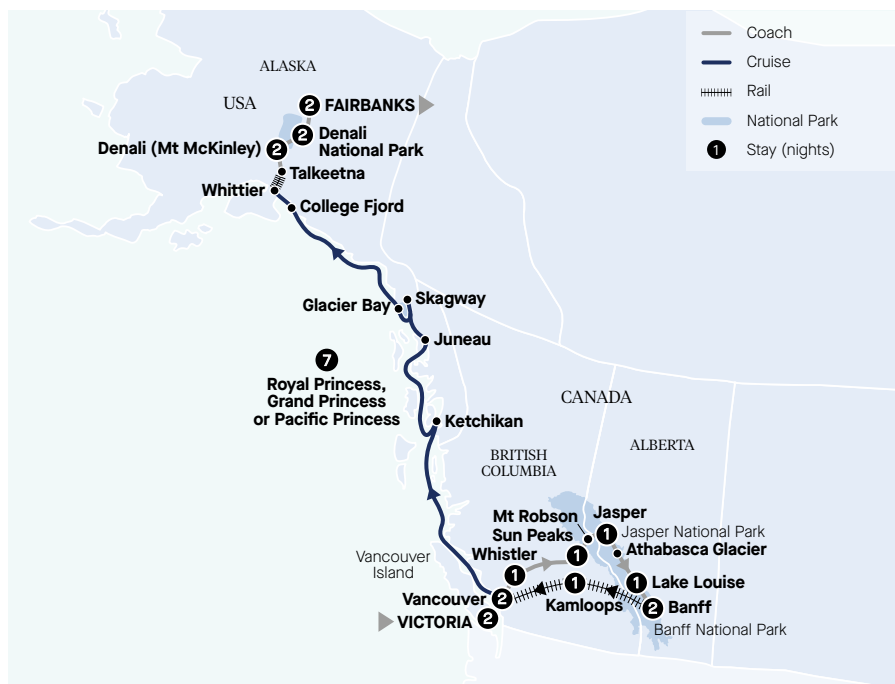 Coach
Cruise
Rail
National Park
1
Stay (nights)
ALASKA
USA
2
FAIRBANKS
2
Denali
National Park
Denali (Mt McKinley)
2
Talkeetna
Whittier
College Fjord
Skagway
Glacier Bay
Juneau
7
Royal Princess,
Grand Princess
or Pacific Princess
Ketchikan
CANADA
BRITISH
COLUMBIA
ALBERTA
Mt Robson
Jasper
1
Jasper National Park
Sun Peaks
1
Athabasca Glacier
Whistler
1
Vancouver
Island
1
Lake Louise
1
Kamloops
Vancouver
2
2
Banff
VICTORIA
2
Banff National Park